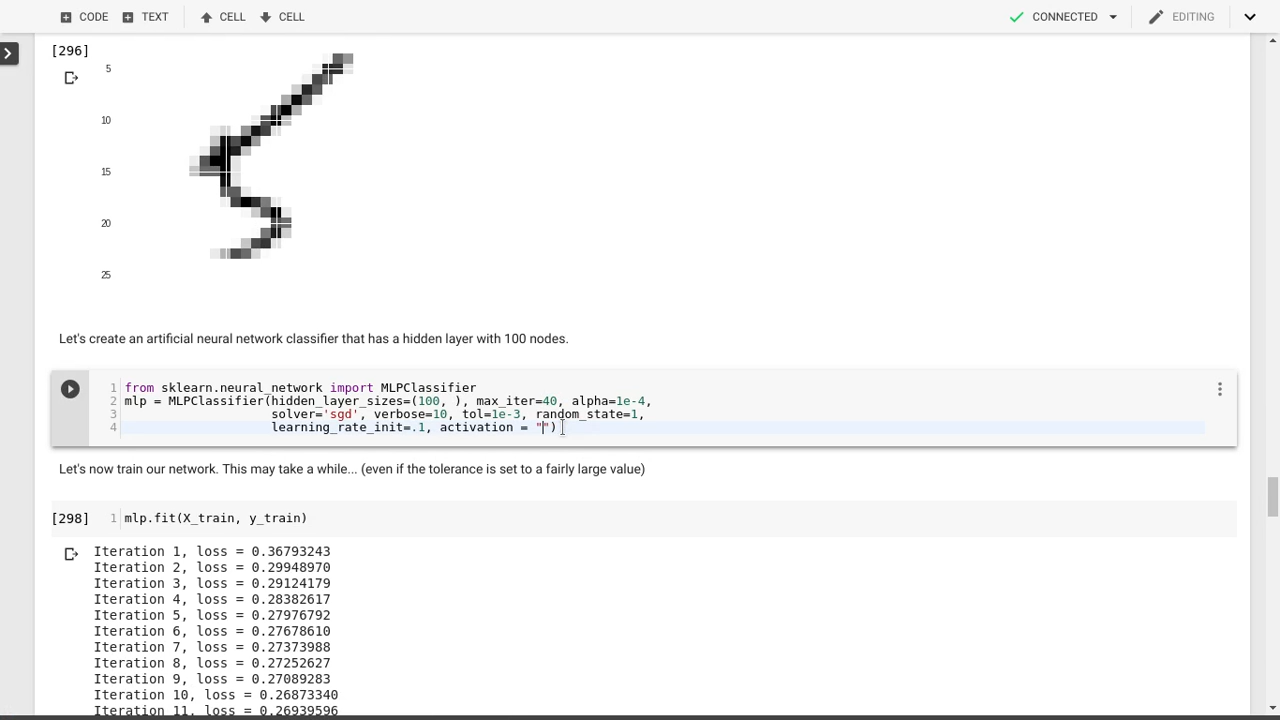 CODE TEXT CELL CELL CONNECTED EDITING
[296]
5
10
15
20
25
Let's create an artificial neural network classifier that has a hidden layer with 100 nodes.
1 from sklearn.neural_network import MLPClassifier
2 mlp = MLPClassifier(hidden_layer_sizes=(100, ), max_iter=40, alpha=1e-4,
3 solver='sgd', verbose=10, tol=1e-3, random_state=1,
4 learning_rate_init=.1, activation = "")
Let's now train our network. This may take a while... (even if the tolerance is set to a fairly large value)
[298] 1 mlp.fit(X_train, y_train)
Iteration 1, loss = 0.36793243
Iteration 2, loss = 0.29948970
Iteration 3, loss = 0.29124179
Iteration 4, loss = 0.28382617
Iteration 5, loss = 0.27976792
Iteration 6, loss = 0.27678610
Iteration 7, loss = 0.27373988
Iteration 8, loss = 0.27252627
Iteration 9, loss = 0.27089283
Iteration 10, loss = 0.26873340
Iteration 11, loss = 0.26939596